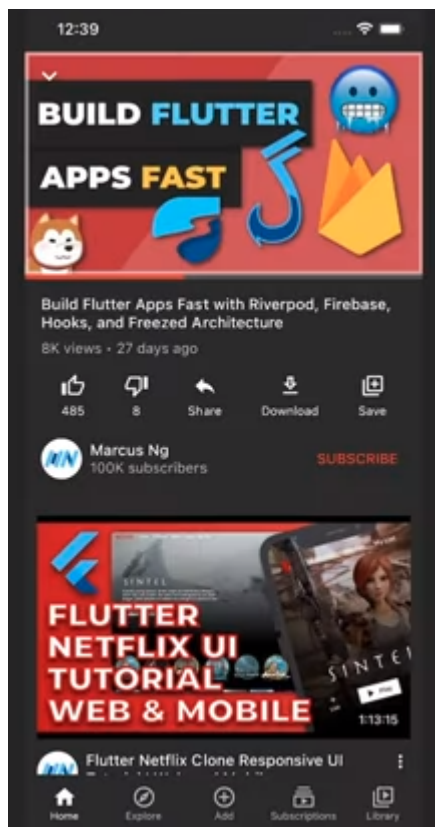 12:39
BUILD FLUTTER
APPS FAST
Build Flutter Apps Fast with Riverpod, Firebase,
Hooks, and Freezed Architecture
8K views • 27 days ago
485
8
Share
Download
Save
Marcus Ng
100K subscribers
SUBSCRIBE
SINTEL
FLUTTER
NETFLIX UI
TUTORIAL
WEB & MOBILE
SINTEL
Play
1:13:15
Flutter Netflix Clone Responsive UI
Home
Explore
Add
Subscriptions
Library